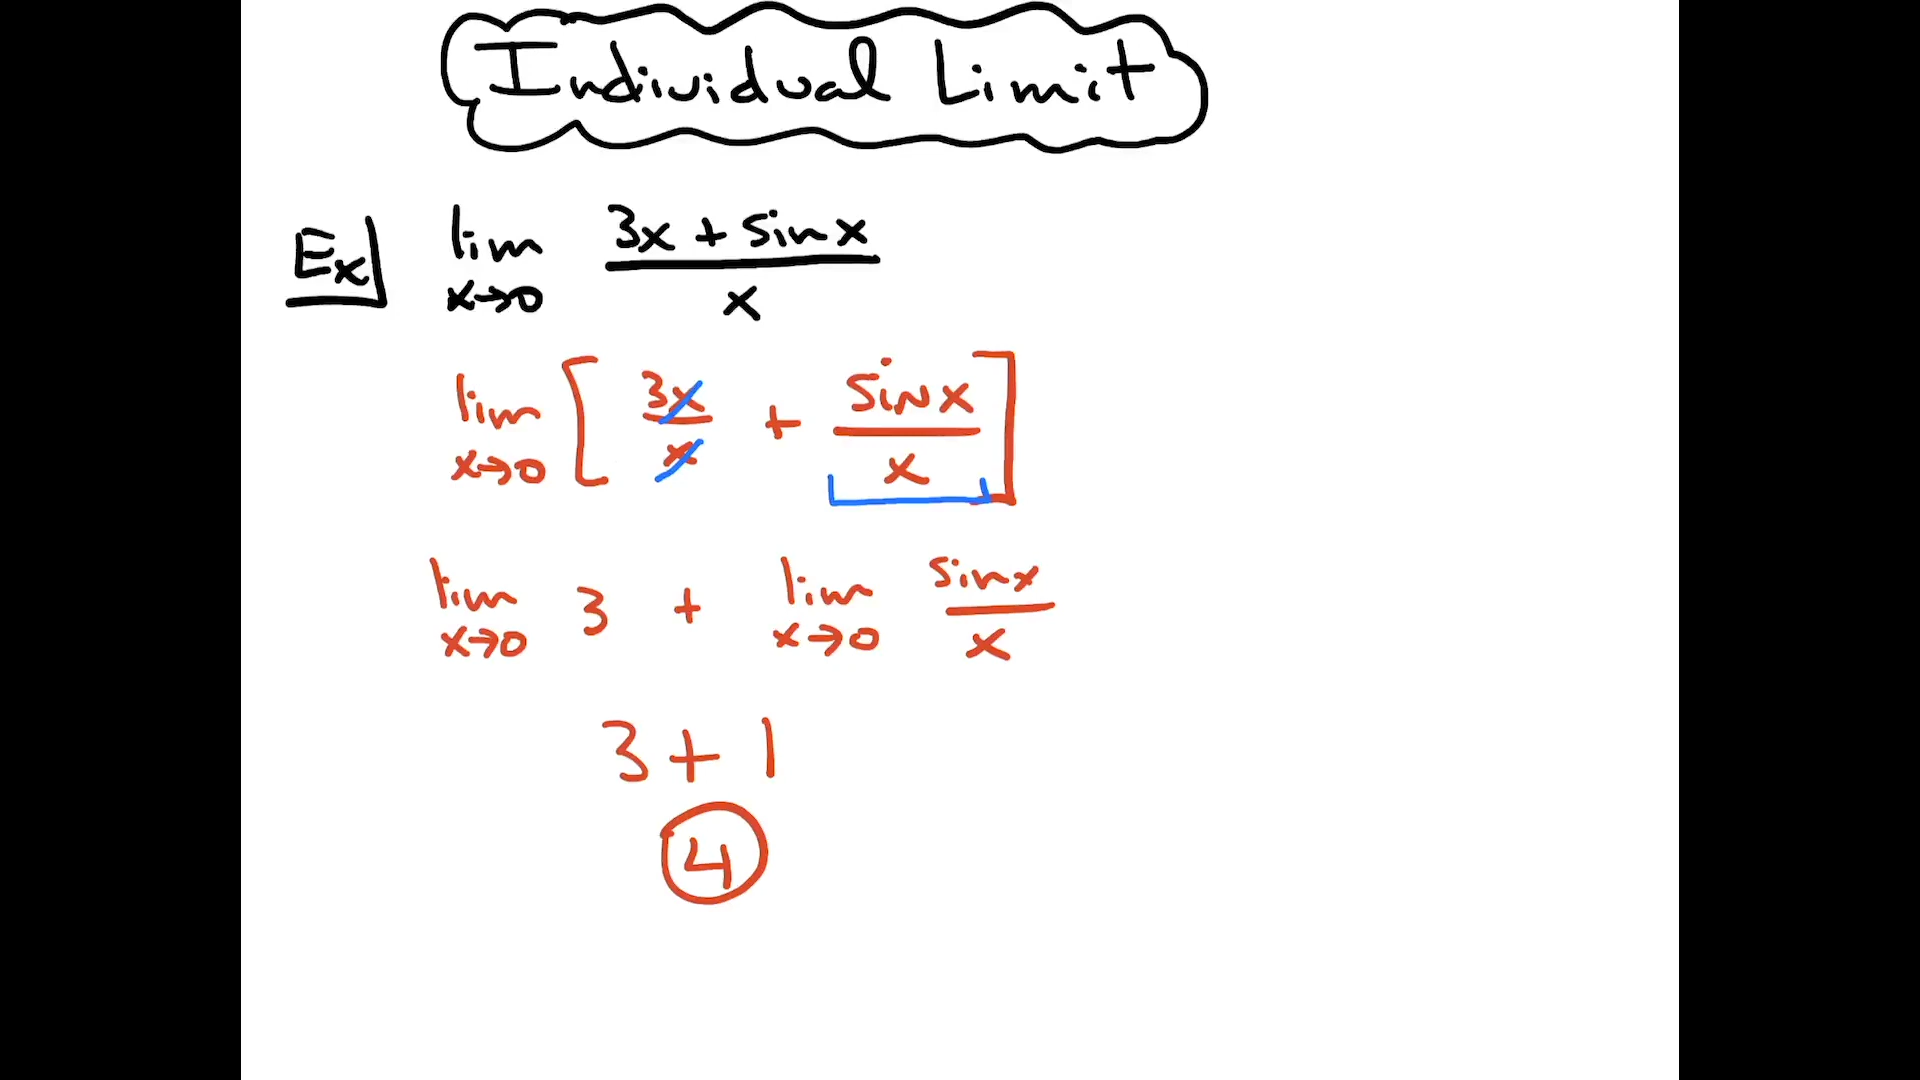 Individual Limit
Ex lim x→0 (3x + sin x)/x
lim x→0 [ 3x/x + sin x/x ]
lim x→0 3 + lim x→0 sin x/x
3 + 1
4